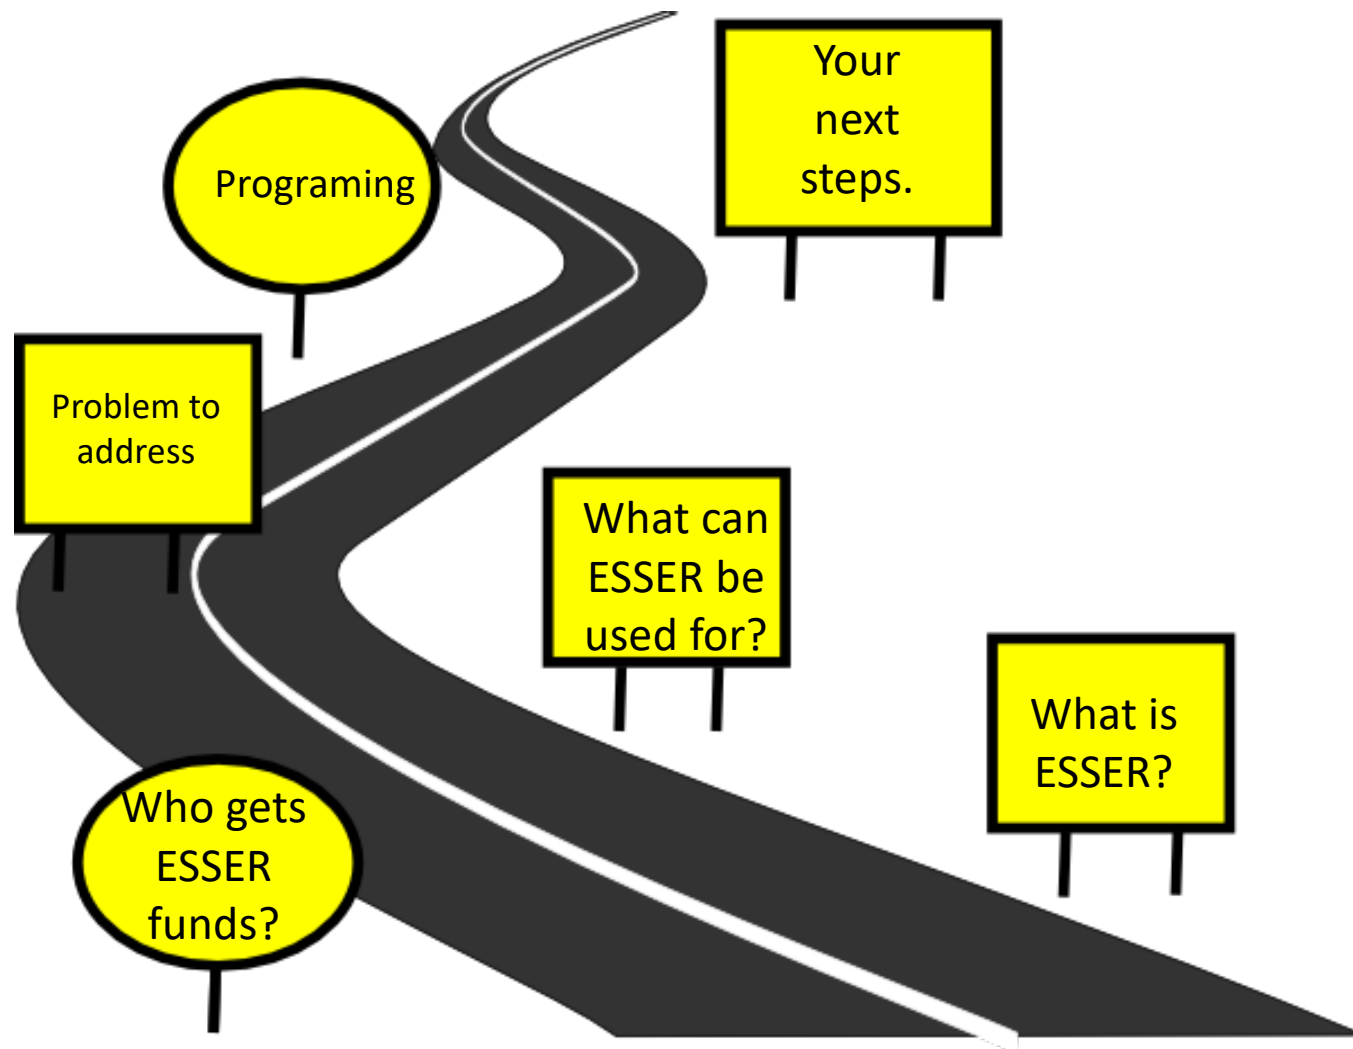 Your
next
steps.
Programing
Problem to
address
What can
ESSER be
used for?
What is
ESSER?
Who gets
ESSER
funds?